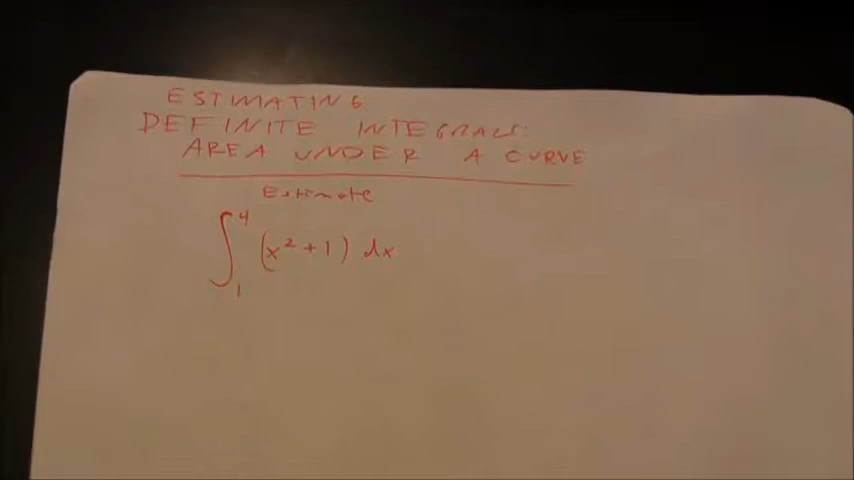 ESTIMATING
DEFINITE INTEGRALS:
AREA UNDER A CURVE
Estimate
∫₁⁴ (x² + 1) dx